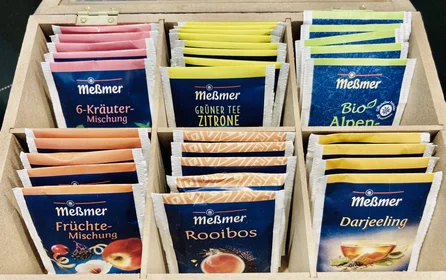 Meßmer
6-Kräuter-
Mischung
Meßmer
GRÜNER TEE
ZITRONE
Meßmer
Bio
Alpen-
Meßmer
Früchte-
Mischung
Meßmer
Rooibos
Meßmer
Darjeeling